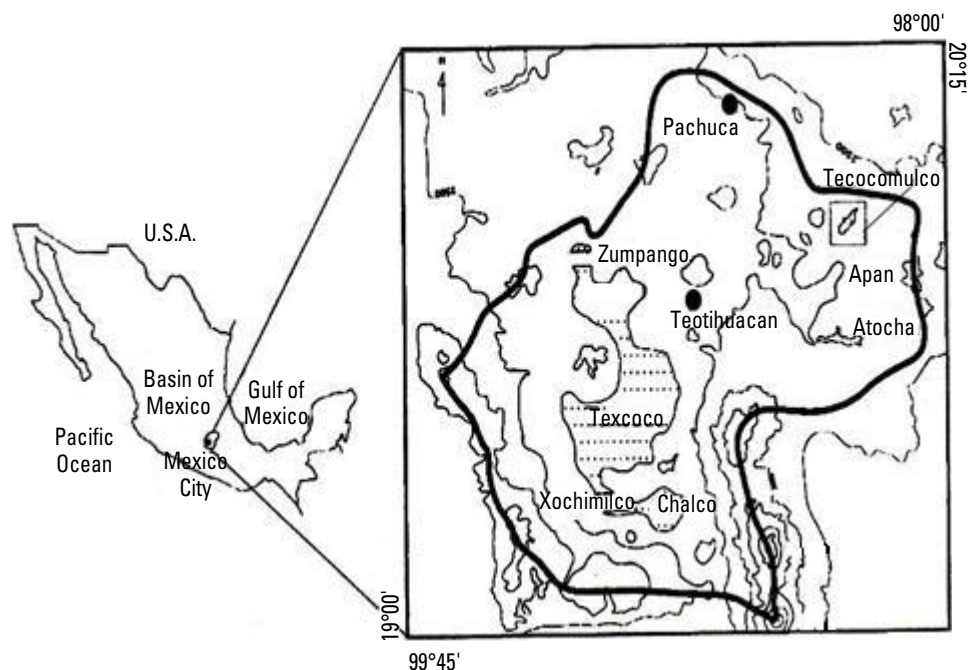 98°00'
20°15'
N
Pachuca
Tecocomulco
U.S.A.
Zumpango
Apan
Teotihuacan
Atocha
Basin of
Mexico
Gulf of
Mexico
Texcoco
Pacific
Ocean
Mexico
City
Xochimilco
Chalco
19°00'
99°45'